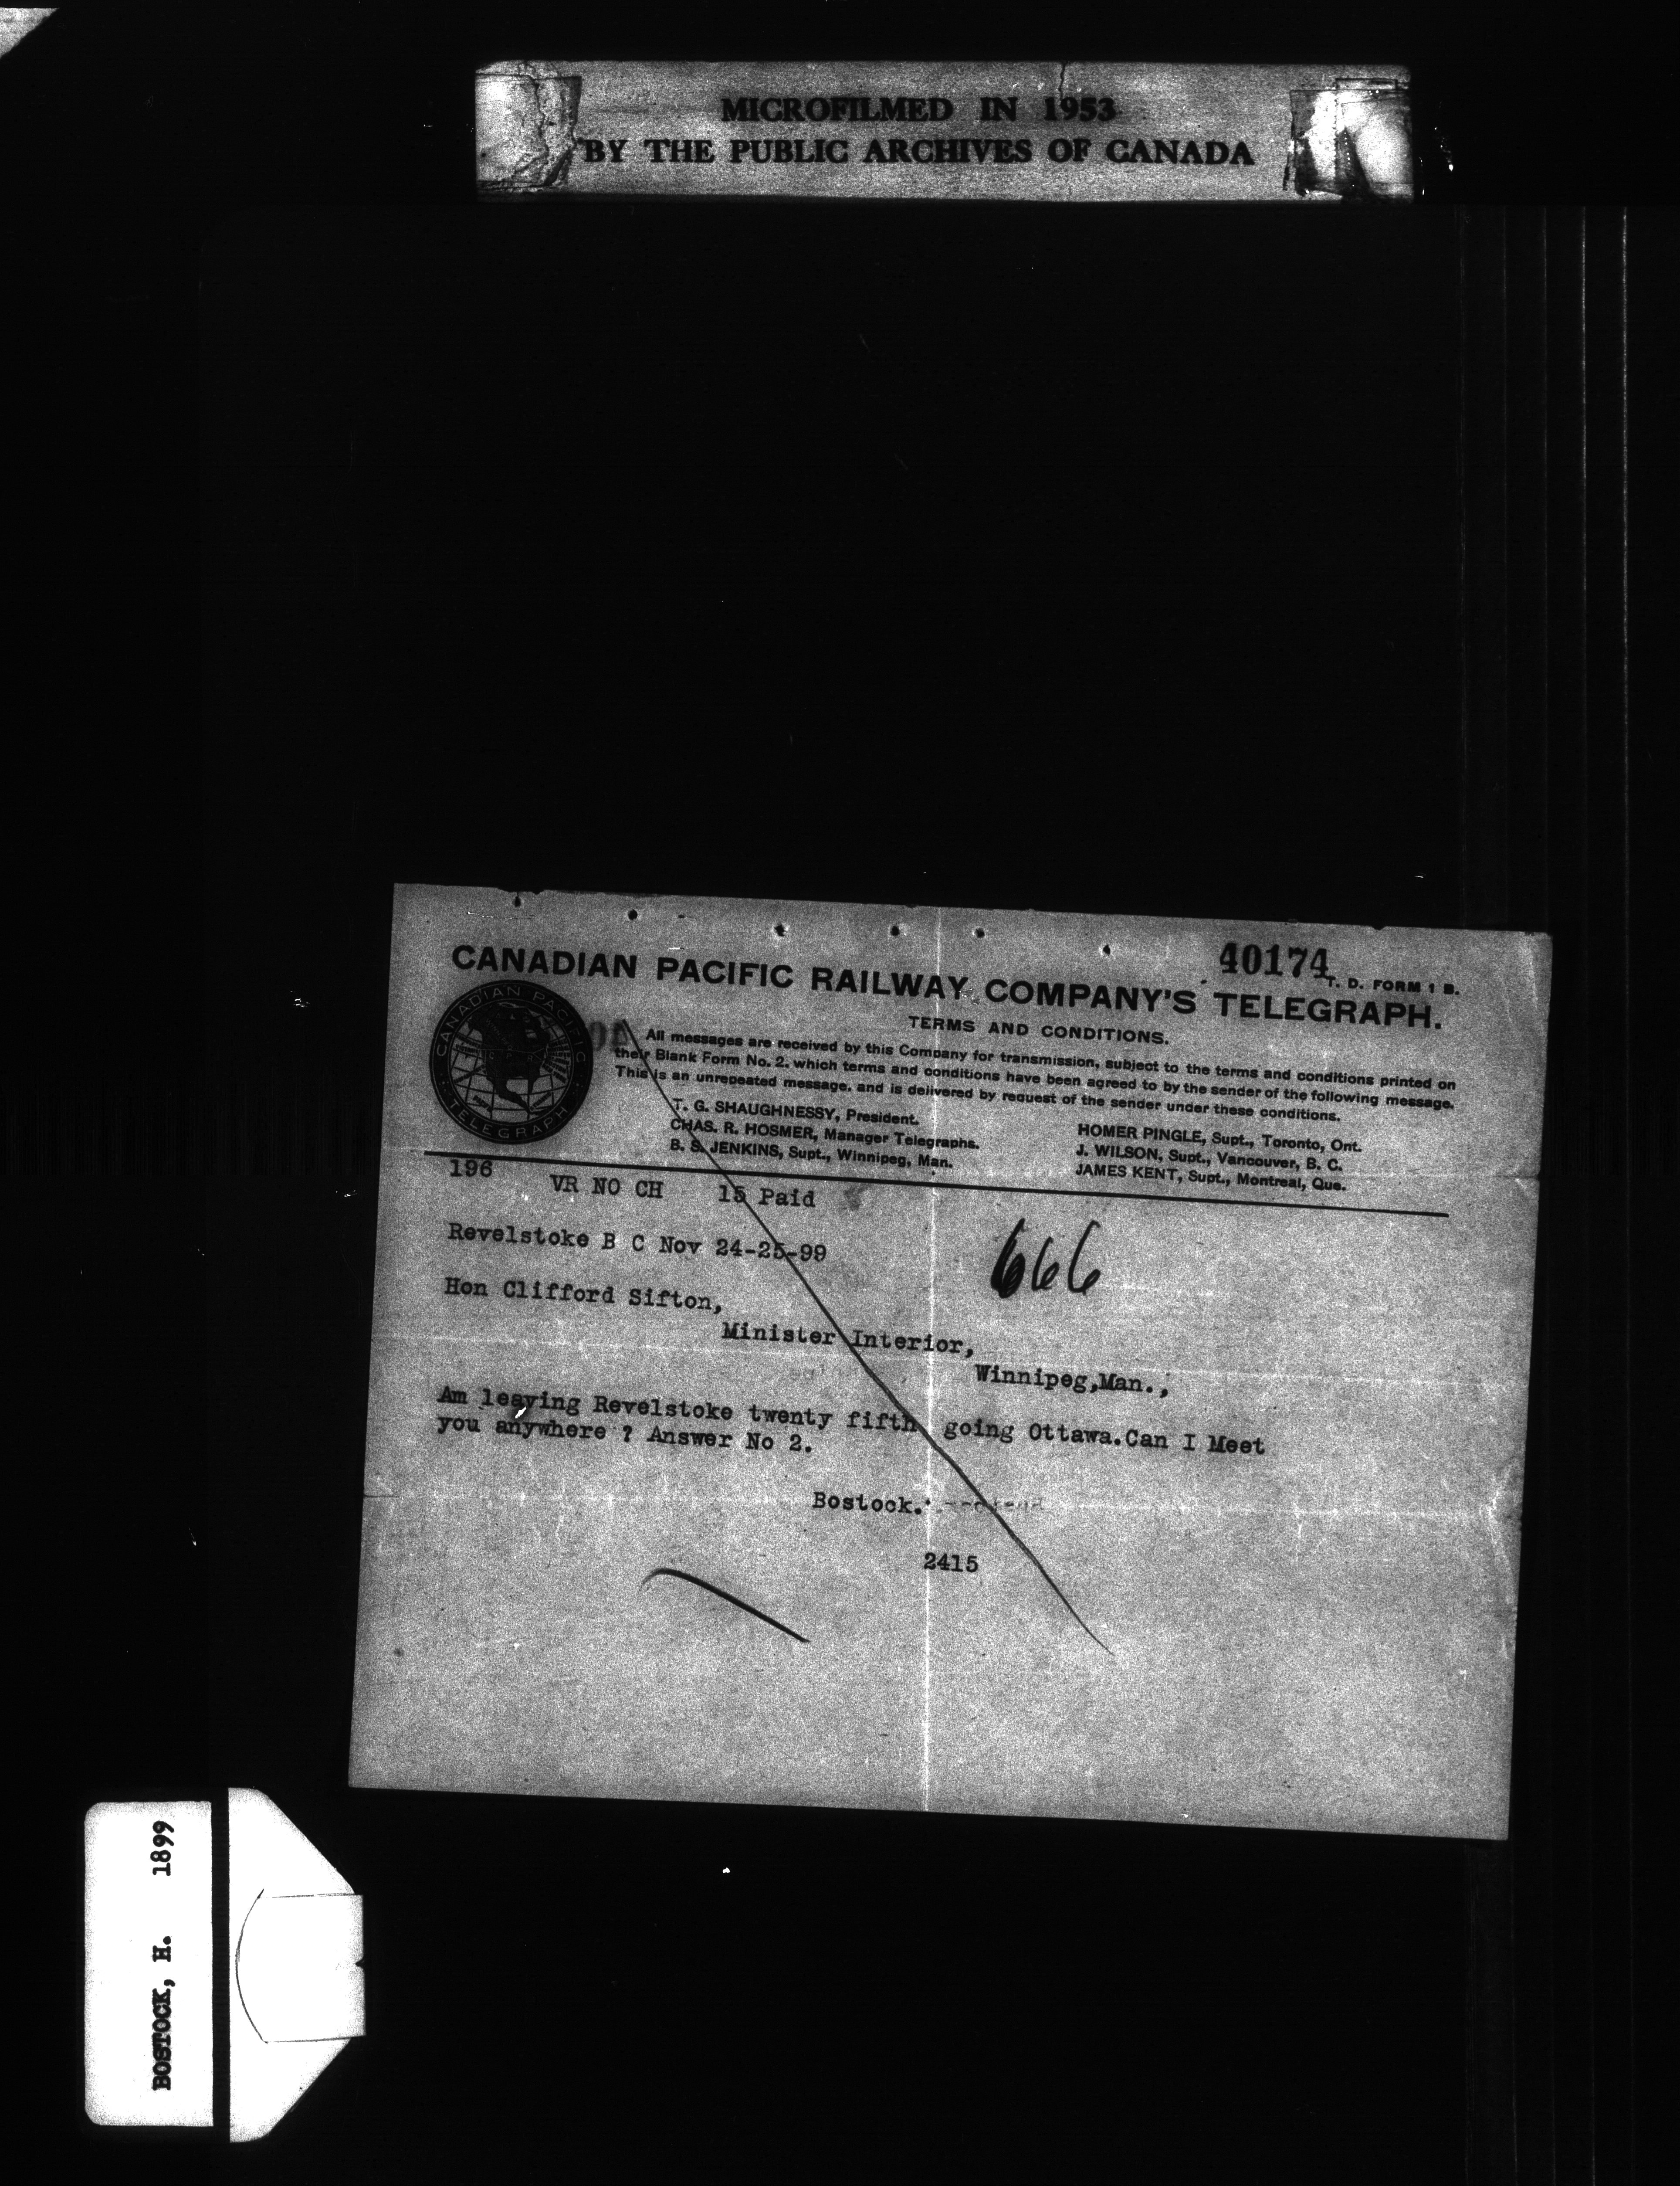 MICROFILMED IN 1953
BY THE PUBLIC ARCHIVES OF CANADA
40174
T. D. FORM 1 B.
CANADIAN PACIFIC RAILWAY COMPANY'S TELEGRAPH.
CANADIAN PACIFIC
TELEGRAPH
TERMS AND CONDITIONS.
All messages are received by this Company for transmission, subject to the terms and conditions printed on
their Blank Form No. 2. which terms and conditions have been agreed to by the sender of the following message.
This is an unrepeated message. and is delivered by request of the sender under these conditions.
T. G. SHAUGHNESSY, President.
CHAS. R. HOSMER, Manager Telegraphs.
B. S. JENKINS, Supt., Winnipeg, Man.
HOMER PINGLE, Supt., Toronto, Ont.
J. WILSON, Supt., Vancouver, B. C.
JAMES KENT, Supt., Montreal, Que.
196 VR NO CH 15 Paid
Revelstoke B C Nov 24-25-99
666
Hon Clifford Sifton,
Minister Interior,
Winnipeg,Man.,
Am leaving Revelstoke twenty fifth going Ottawa.Can I Meet
you anywhere ? Answer No 2.
Bostock.
2415
BOSTOCK, H. 1899